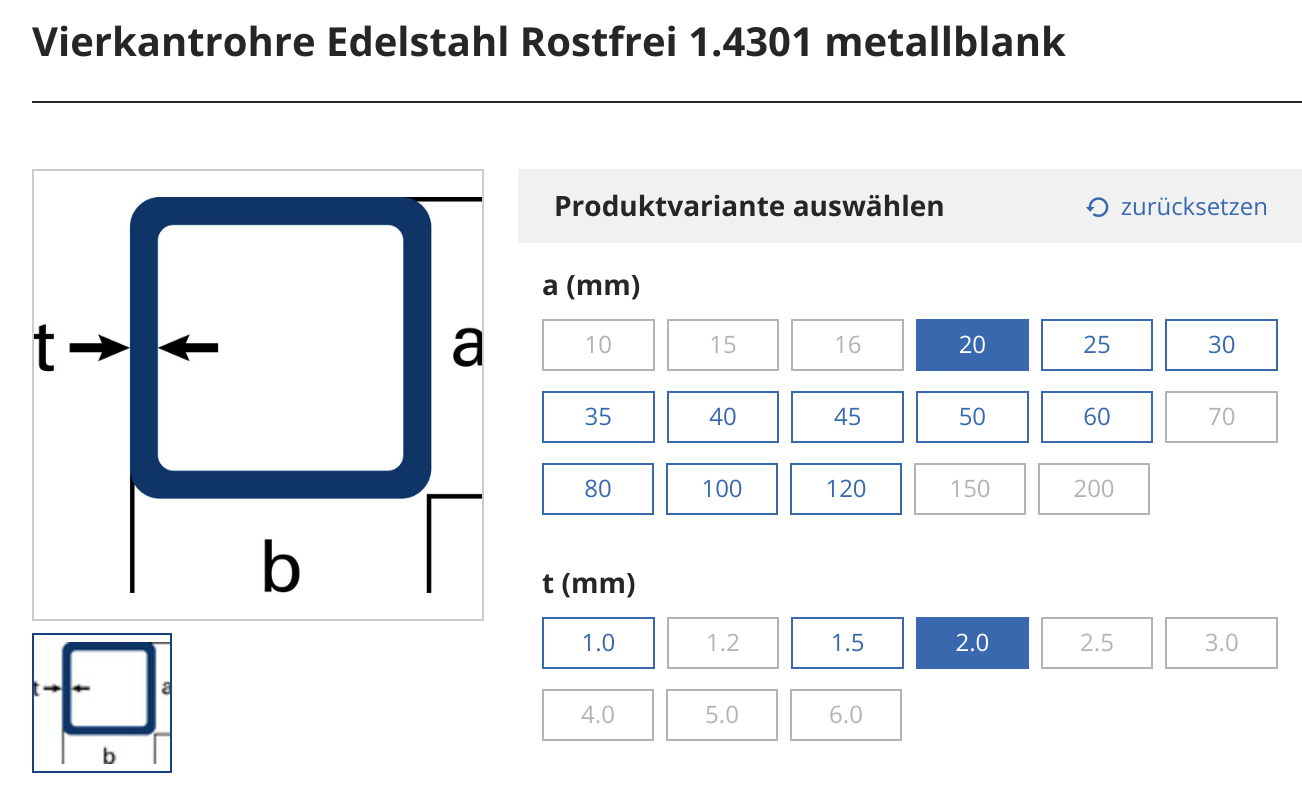 Vierkantrohre Edelstahl Rostfrei 1.4301 metallblank
t
a
b
t
a
b
Produktvariante auswählen zurücksetzen
a (mm)
10 15 16 20 25 30
35 40 45 50 60 70
80 100 120 150 200
t (mm)
1.0 1.2 1.5 2.0 2.5 3.0
4.0 5.0 6.0